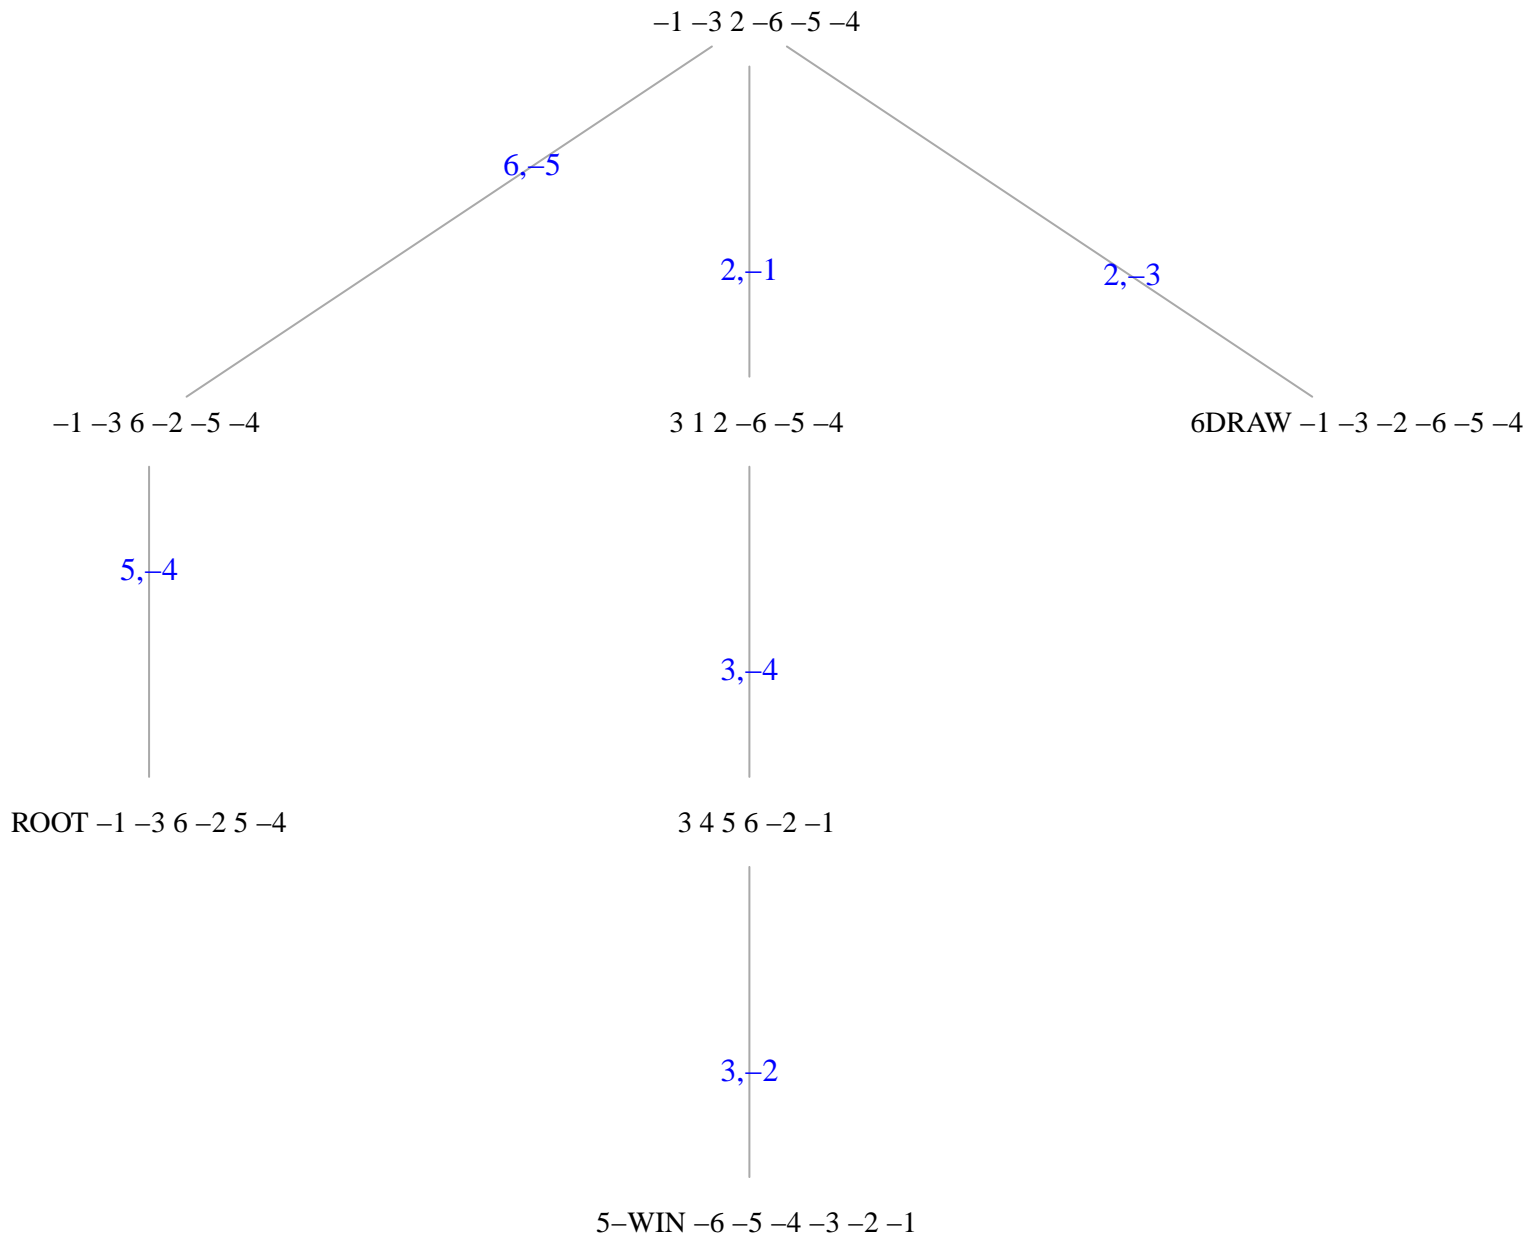 –1 –3 2 –6 –5 –4
6,–5
2,–1
2,–3
–1 –3 6 –2 –5 –4
3 1 2 –6 –5 –4
6DRAW –1 –3 –2 –6 –5 –4
5,–4
3,–4
ROOT –1 –3 6 –2 5 –4
3 4 5 6 –2 –1
3,–2
5–WIN –6 –5 –4 –3 –2 –1